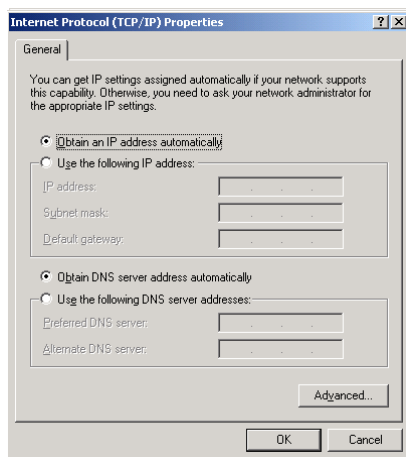 Internet Protocol (TCP/IP) Properties
General
You can get IP settings assigned automatically if your network supports
this capability. Otherwise, you need to ask your network administrator for
the appropriate IP settings.
Obtain an IP address automatically
Use the following IP address:
IP address:
Subnet mask:
Default gateway:
Obtain DNS server address automatically
Use the following DNS server addresses:
Preferred DNS server:
Alternate DNS server:
Advanced...
OK Cancel